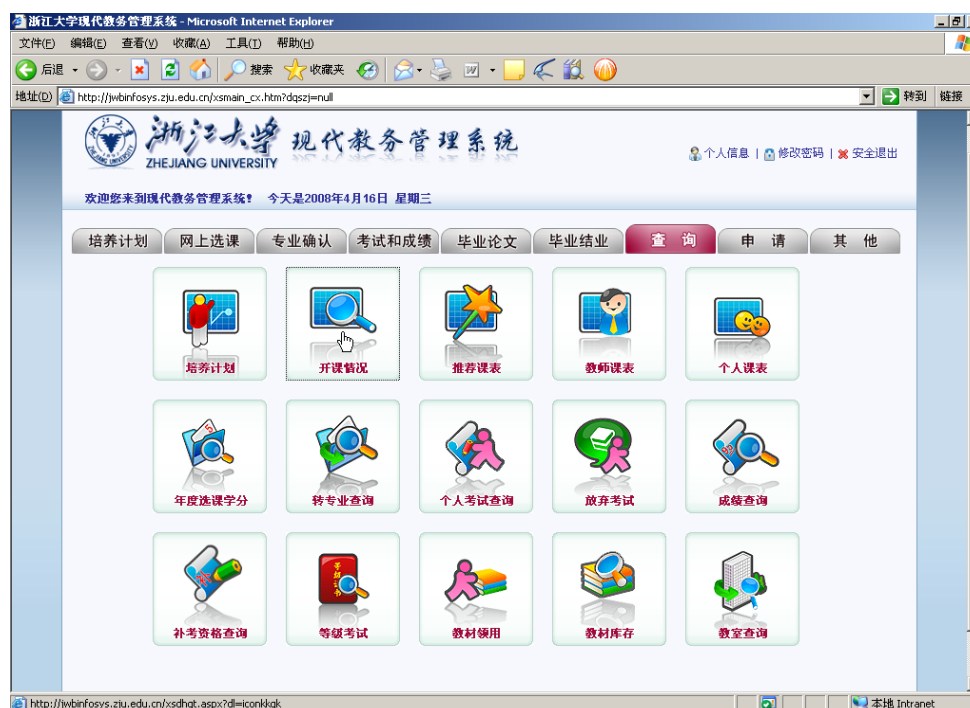 浙江大学现代教务管理系统 - Microsoft Internet Explorer
文件(F) 编辑(E) 查看(V) 收藏(A) 工具(T) 帮助(H)
后退 搜索 收藏夹
地址(D) http://jwbinfosys.zju.edu.cn/xsmain_cx.htm?dqszj=null 转到 链接
浙江大学 现代教务管理系统
ZHEJIANG UNIVERSITY
个人信息 | 修改密码 | 安全退出
欢迎您来到现代教务管理系统! 今天是2008年4月16日 星期三
培养计划 网上选课 专业确认 考试和成绩 毕业论文 毕业结业 查 询 申 请 其 他
培养计划 开课情况 推荐课表 教师课表 个人课表
年度选课学分 转专业查询 个人考试查询 放弃考试 成绩查询
等级证书
补考资格查询 等级考试 教材领用 教材库存 教室查询
http://jwbinfosys.zju.edu.cn/xsdhqt.aspx?dl=iconkkqk 本地 Intranet